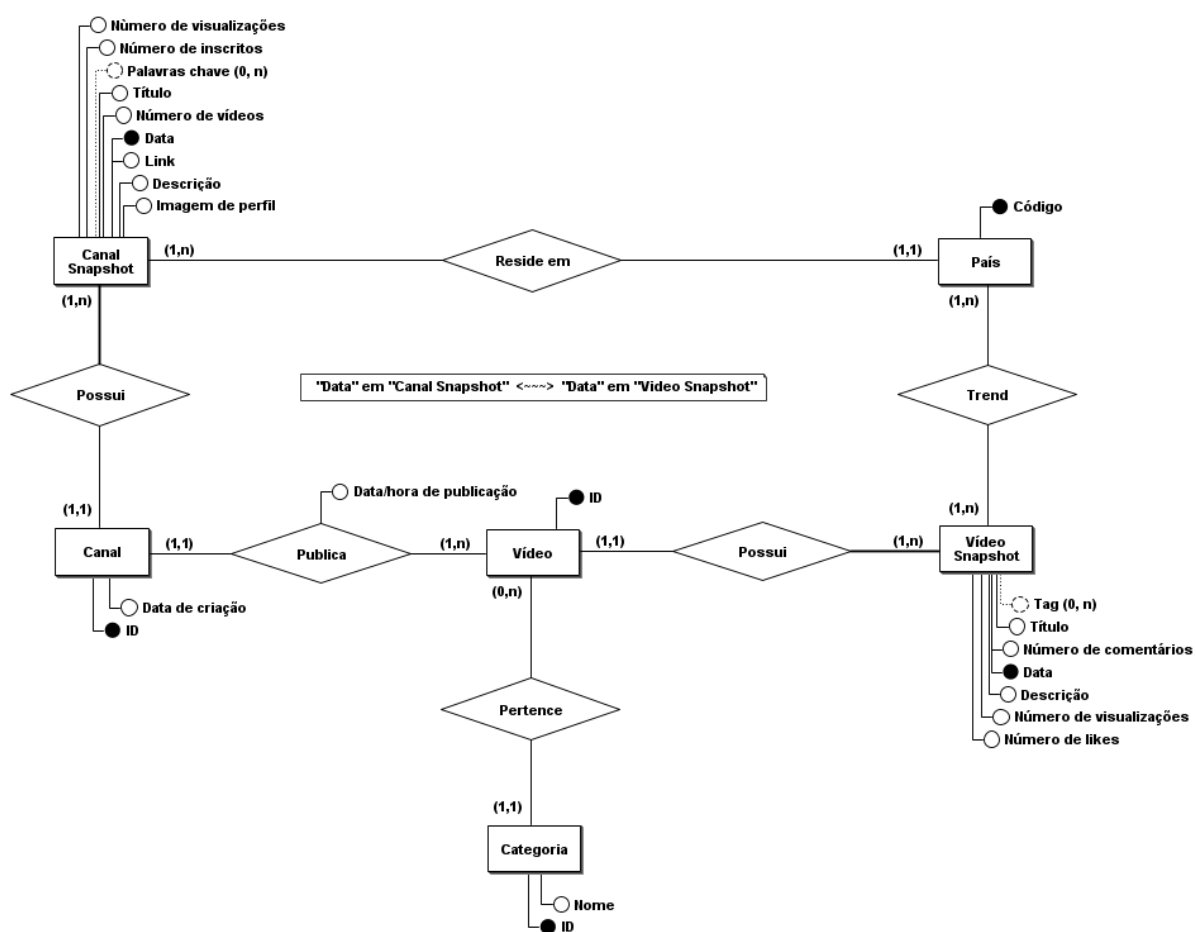 Nùmero de visualizações
Número de inscritos
Palavras chave (0, n)
Título
Número de vídeos
Data
Link
Descrição
Imagem de perfil
Código
Canal
Snapshot
(1,n)
Reside em
(1,1)
País
(1,n)
(1,n)
Possui
"Data" em "Canal Snapshot" <~~~> "Data" em "Video Snapshot"
Trend
Data/hora de publicação
ID
(1,1)
(1,n)
Canal
(1,1)
Publica
(1,n)
Vídeo
(1,1)
Possui
(1,n)
Vídeo
Snapshot
(0,n)
Data de criação
ID
Tag (0, n)
Título
Número de comentários
Data
Descrição
Número de visualizações
Número de likes
Pertence
(1,1)
Categoria
Nome
ID